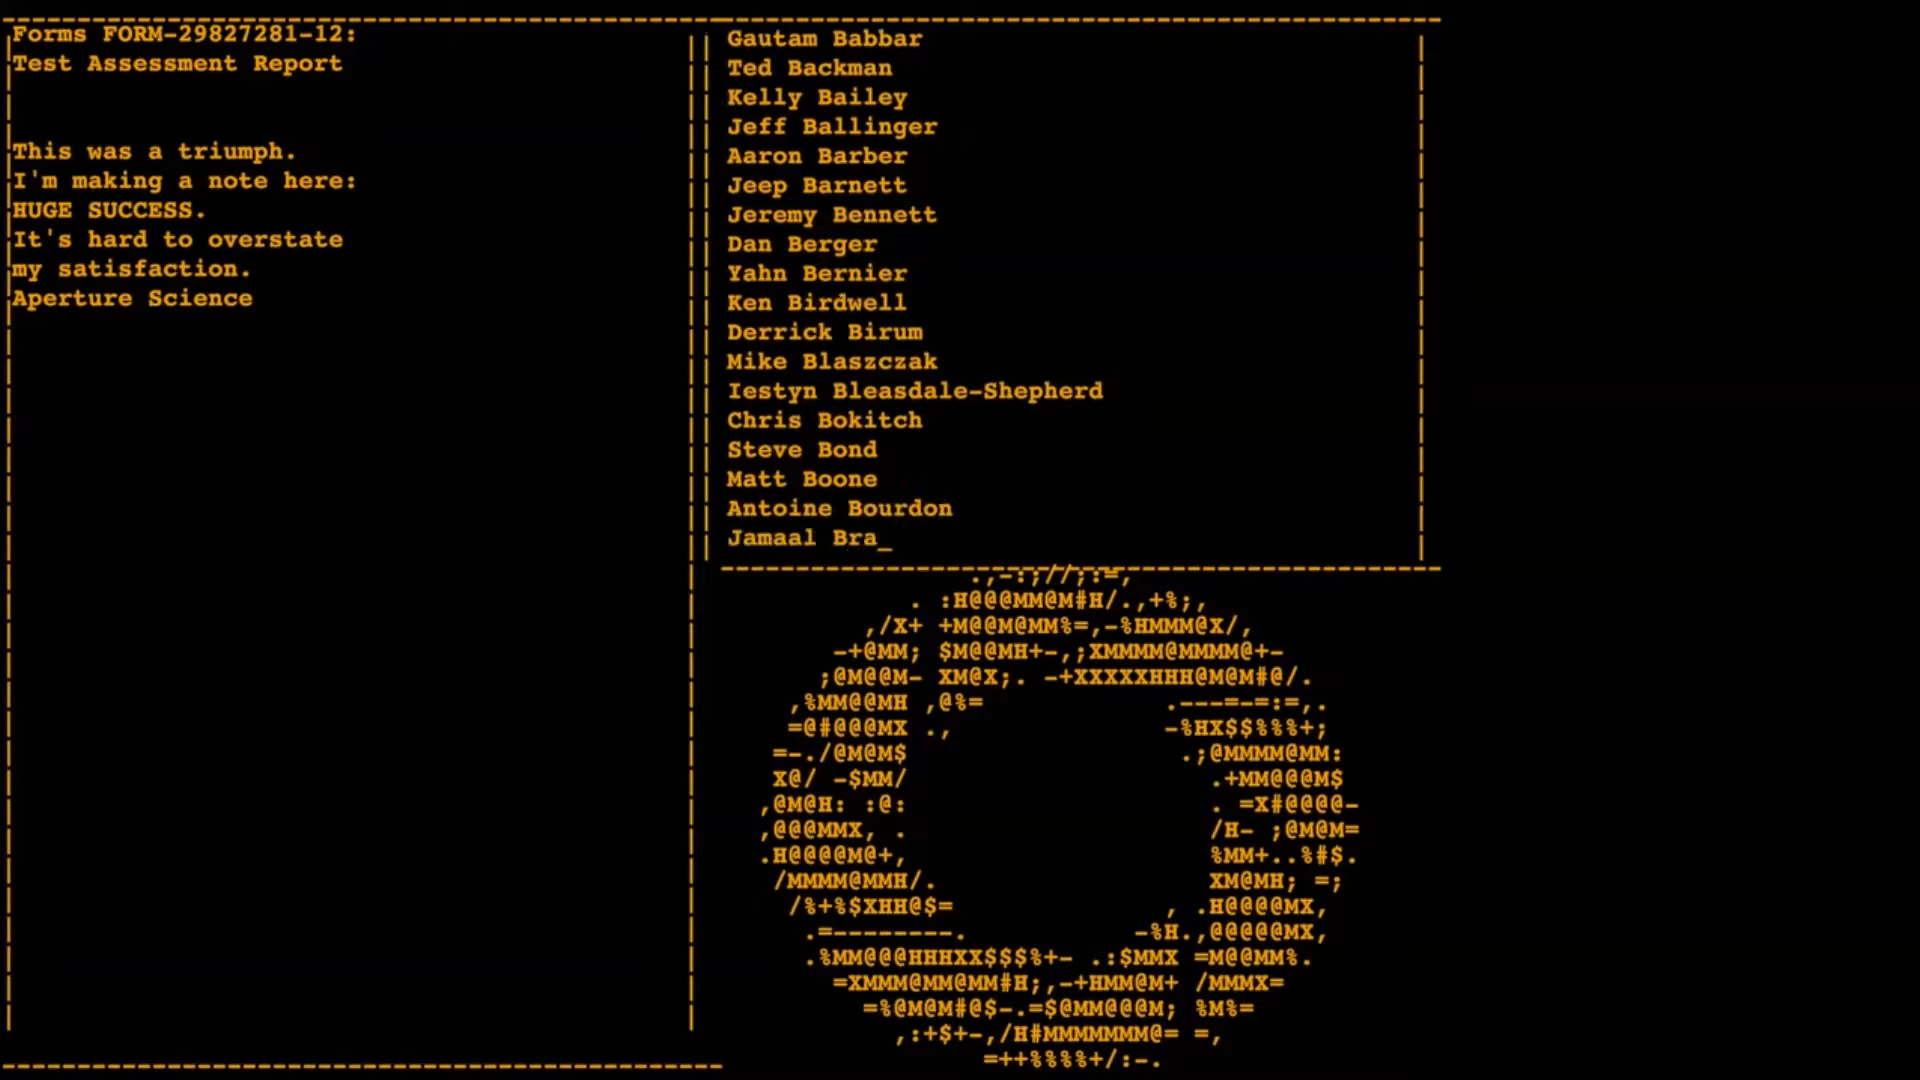 Forms FORM-29827281-12:
Test Assessment Report
This was a triumph.
I'm making a note here:
HUGE SUCCESS.
It's hard to overstate
my satisfaction.
Aperture Science
Gautam Babbar
Ted Backman
Kelly Bailey
Jeff Ballinger
Aaron Barber
Jeep Barnett
Jeremy Bennett
Dan Berger
Yahn Bernier
Ken Birdwell
Derrick Birum
Mike Blaszczak
Iestyn Bleasdale-Shepherd
Chris Bokitch
Steve Bond
Matt Boone
Antoine Bourdon
Jamaal Bra_